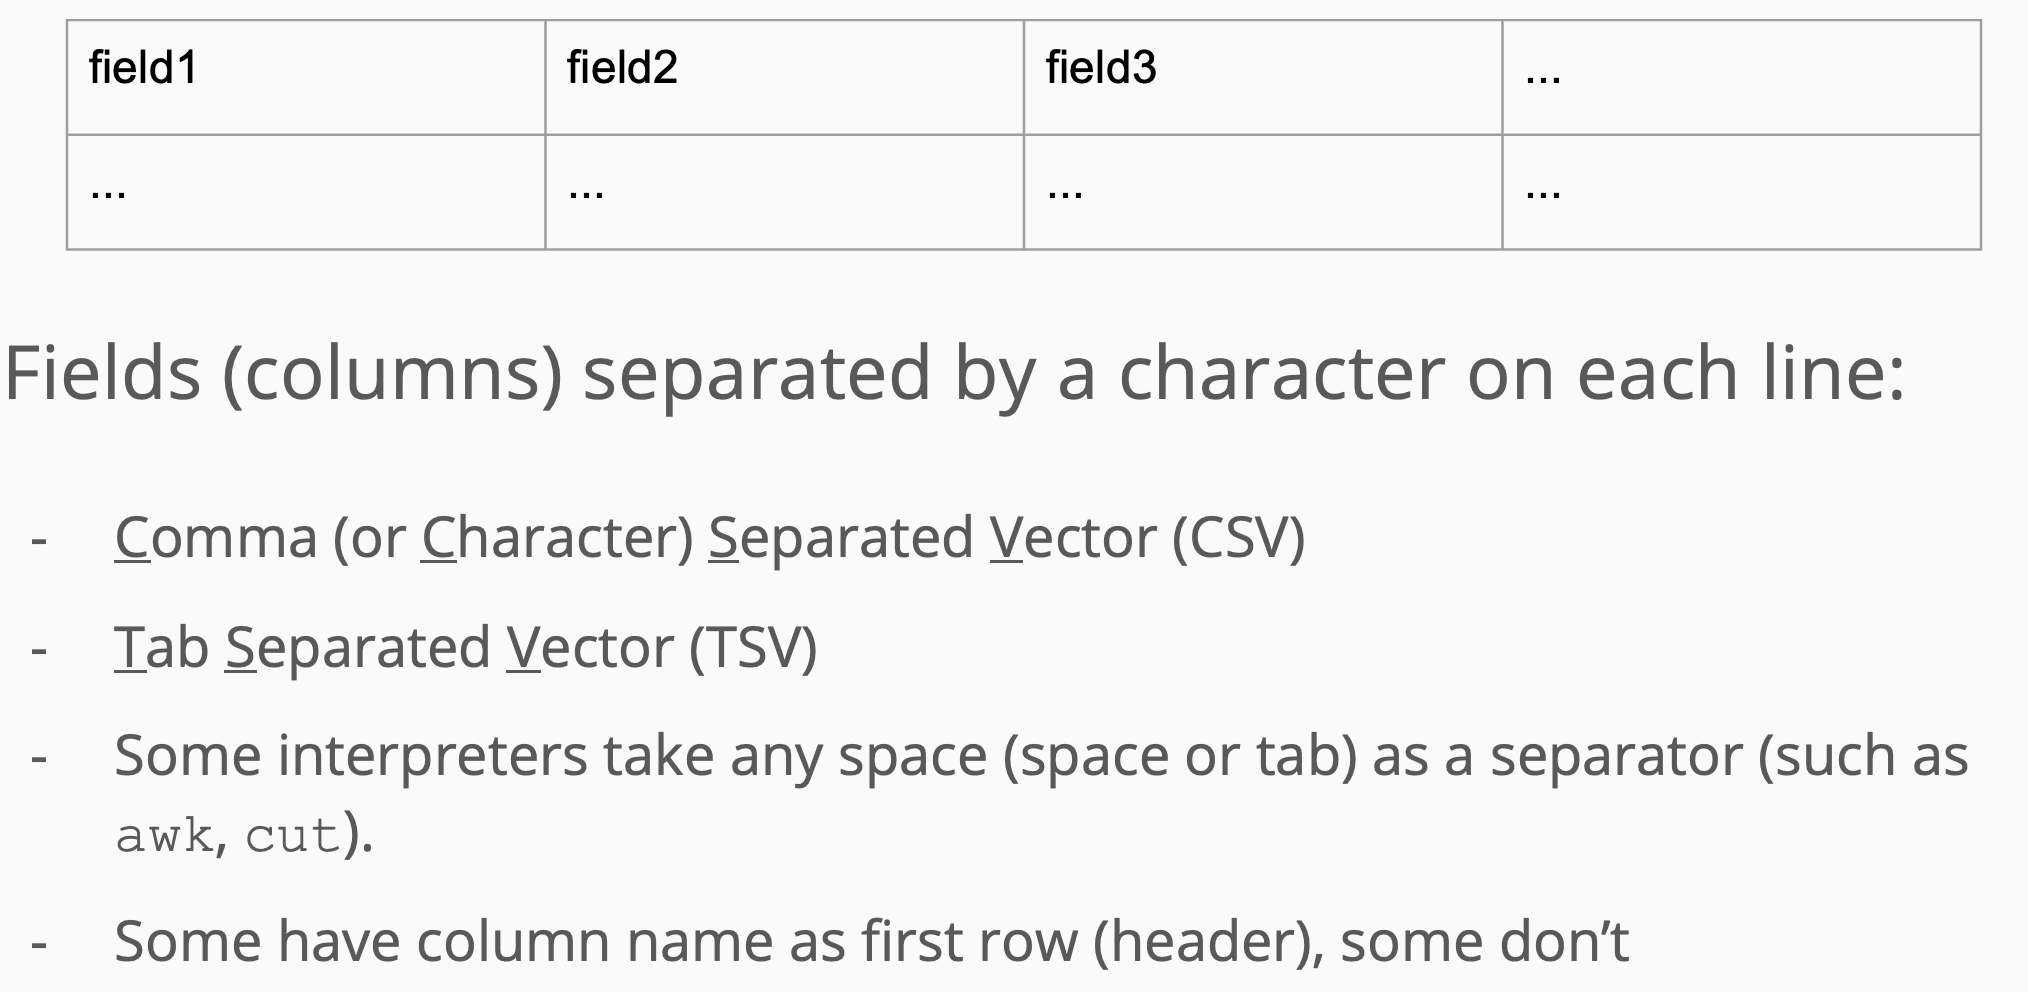 field1 field2 field3 ...
... ... ... ...
Fields (columns) separated by a character on each line:
- Comma (or Character) Separated Vector (CSV)
- Tab Separated Vector (TSV)
- Some interpreters take any space (space or tab) as a separator (such as
awk, cut).
- Some have column name as first row (header), some don’t